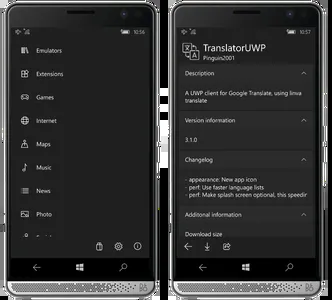 10:56
Emulators
Extensions
Games
Internet
Maps
Music
News
Photo
10:57
TranslatorUWP
Pinguin2001
Description
A UWP client for Google Translate, using linva
translate
Version information
3.1.0
Changelog
- appearance: New app icon
- perf: Use faster language lists
- perf: Make splash screen optional, this speedir
Additional information
Download size